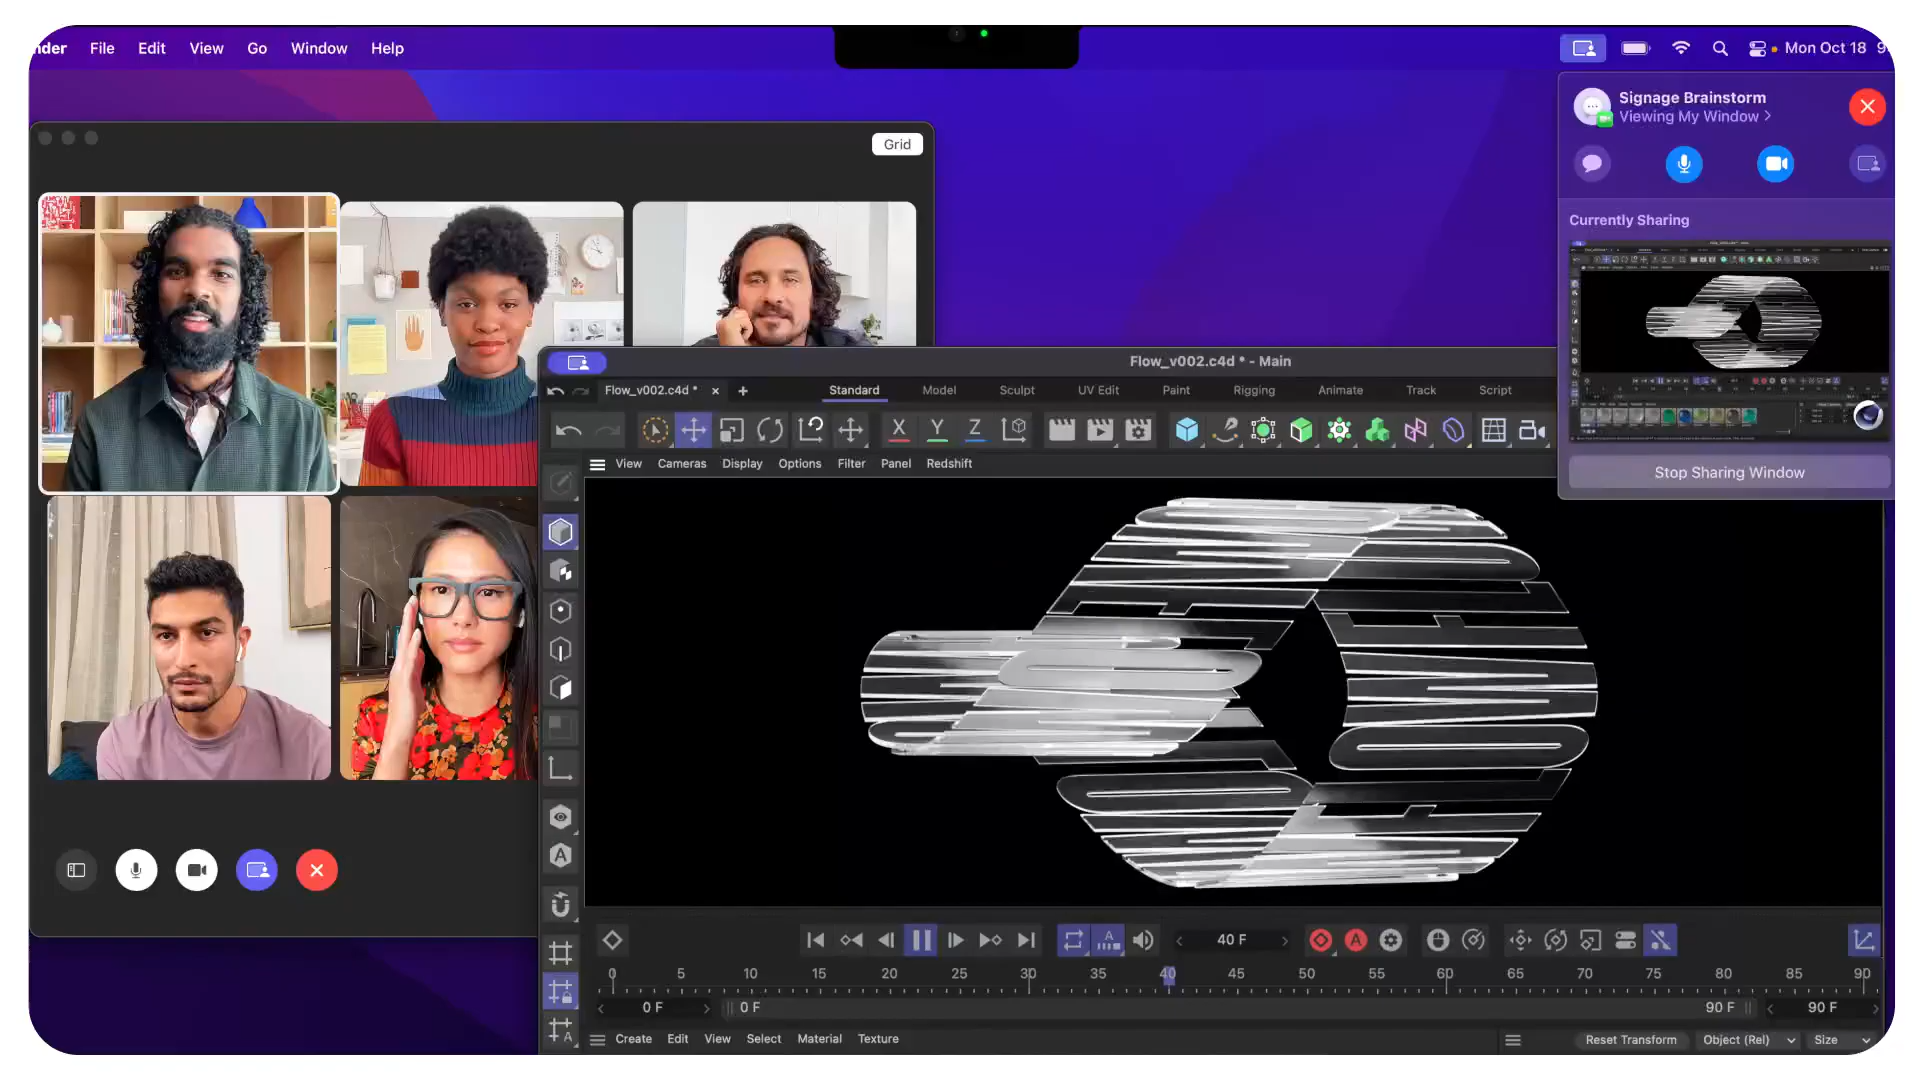 nder File Edit View Go Window Help
Mon Oct 18 9
Grid
Signage Brainstorm
Viewing My Window >
Currently Sharing
Stop Sharing Window
Flow_v002.c4d * - Main
Flow_v002.c4d * × +
Standard Model Sculpt UV Edit Paint Rigging Animate Track Script
X Y Z
View Cameras Display Options Filter Panel Redshift
A
A 40 F A
0 5 10 15 20 25 30 35 40 45 50 55 60 65 70 75 80 85 90
0 F 0 F 90 F 90 F
A
Create Edit View Select Material Texture
Reset Transform Object (Rel) Size